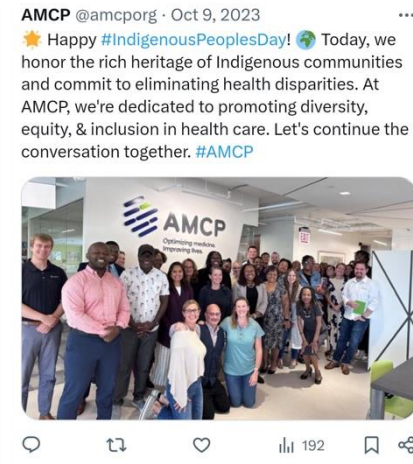 AMCP @amcporg · Oct 9, 2023
🌟 Happy #IndigenousPeoplesDay! 🌍 Today, we
honor the rich heritage of Indigenous communities
and commit to eliminating health disparities. At
AMCP, we're dedicated to promoting diversity,
equity, & inclusion in health care. Let's continue the
conversation together. #AMCP
AMCP
Optimizing medicine.
Improving lives.
EXIT
192